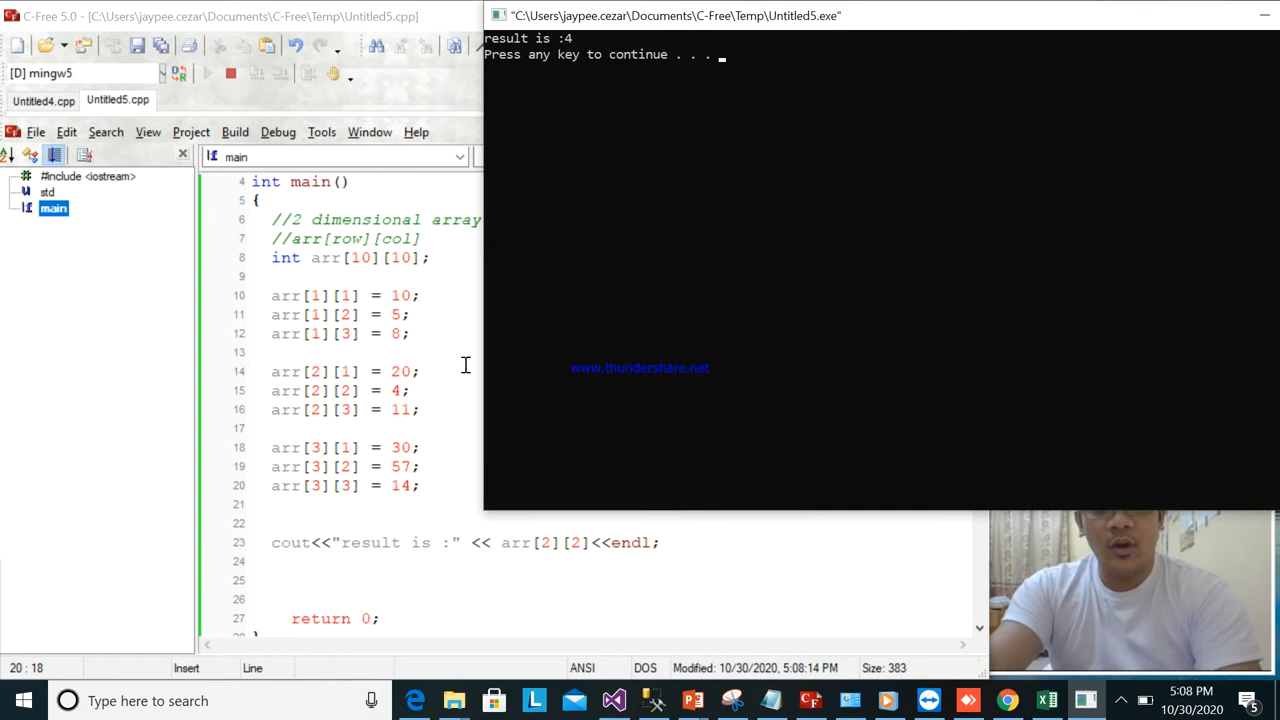 C-Free 5.0 - [C:\Users\jaypee.cezar\Documents\C-Free\Temp\Untitled5.cpp]
"C:\Users\jaypee.cezar\Documents\C-Free\Temp\Untitled5.exe"
result is :4
Press any key to continue . . .
[D] mingw5
Untitled4.cpp Untitled5.cpp
File Edit Search View Project Build Debug Tools Window Help
main
#include <iostream>
std
main
4 int main()
5 {
6 //2 dimensional array
7 //arr[row][col]
8 int arr[10][10];
9
10 arr[1][1] = 10;
11 arr[1][2] = 5;
12 arr[1][3] = 8;
13
14 arr[2][1] = 20;
15 arr[2][2] = 4;
16 arr[2][3] = 11;
17
18 arr[3][1] = 30;
19 arr[3][2] = 57;
20 arr[3][3] = 14;
21
22
23 cout<<"result is :" << arr[2][2]<<endl;
24
25
26
27 return 0;
28 }
www.thundershare.net
20 : 18 Insert Line ANSI DOS Modified: 10/30/2020, 5:08:14 PM Size: 383
Type here to search
5:08 PM
10/30/2020
5